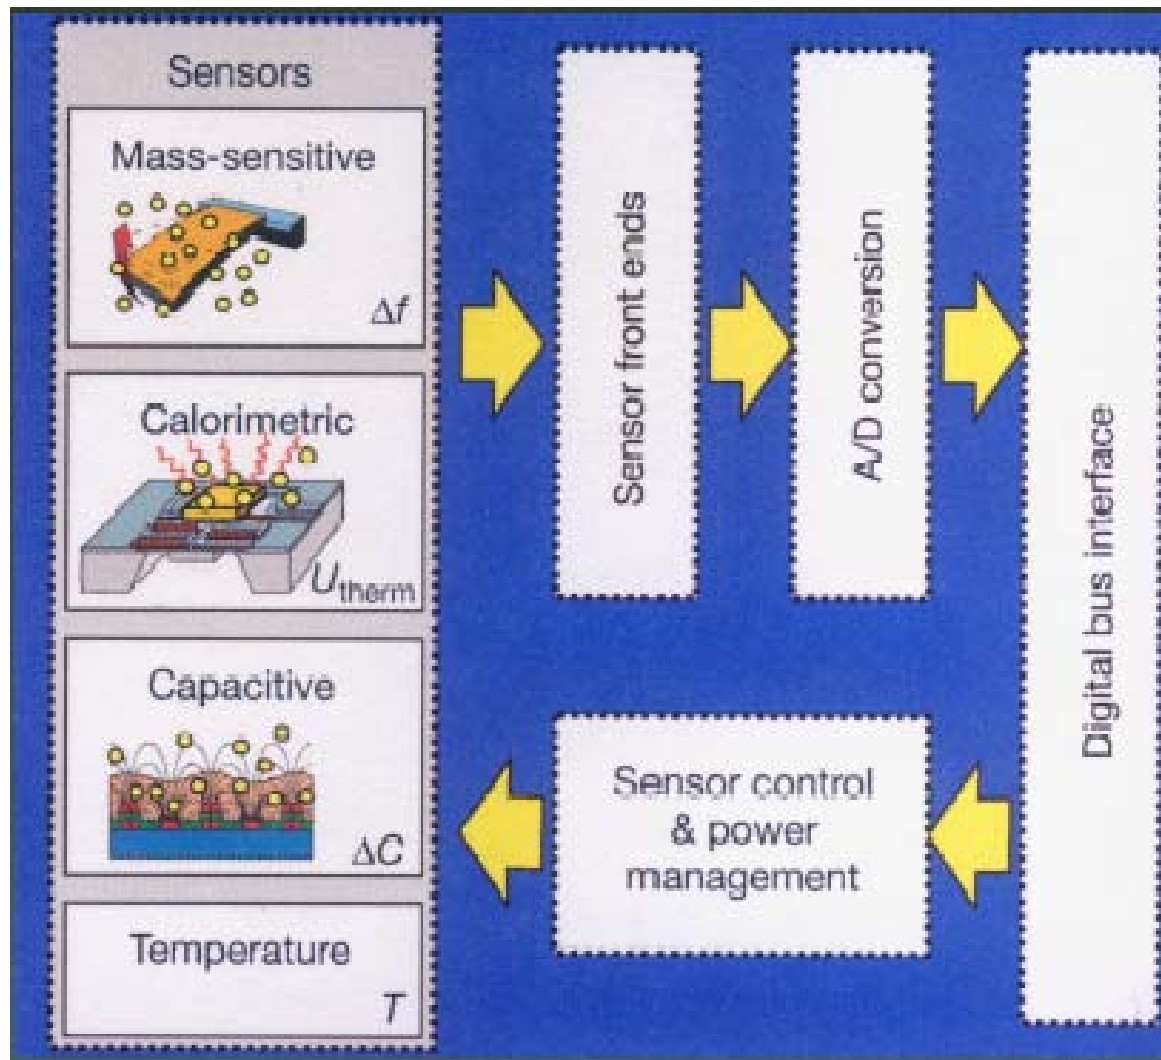 Sensors
Mass-sensitive
Δf
Calorimetric
U therm
Capacitive
ΔC
Temperature
T
Sensor front ends
A/D conversion
Digital bus interface
Sensor control
& power
management